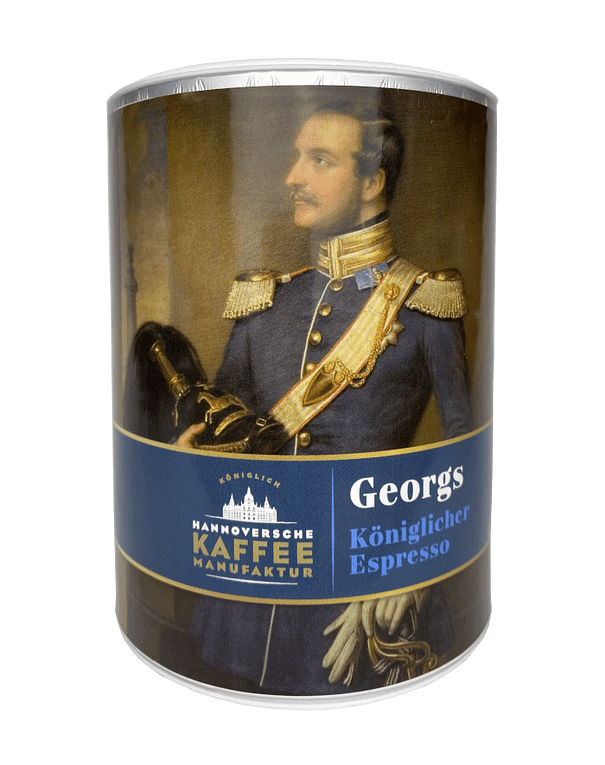 KÖNIGLICH
HANNOVERSCHE
KAFFEE
MANUFAKTUR
Georgs
Königlicher
Espresso